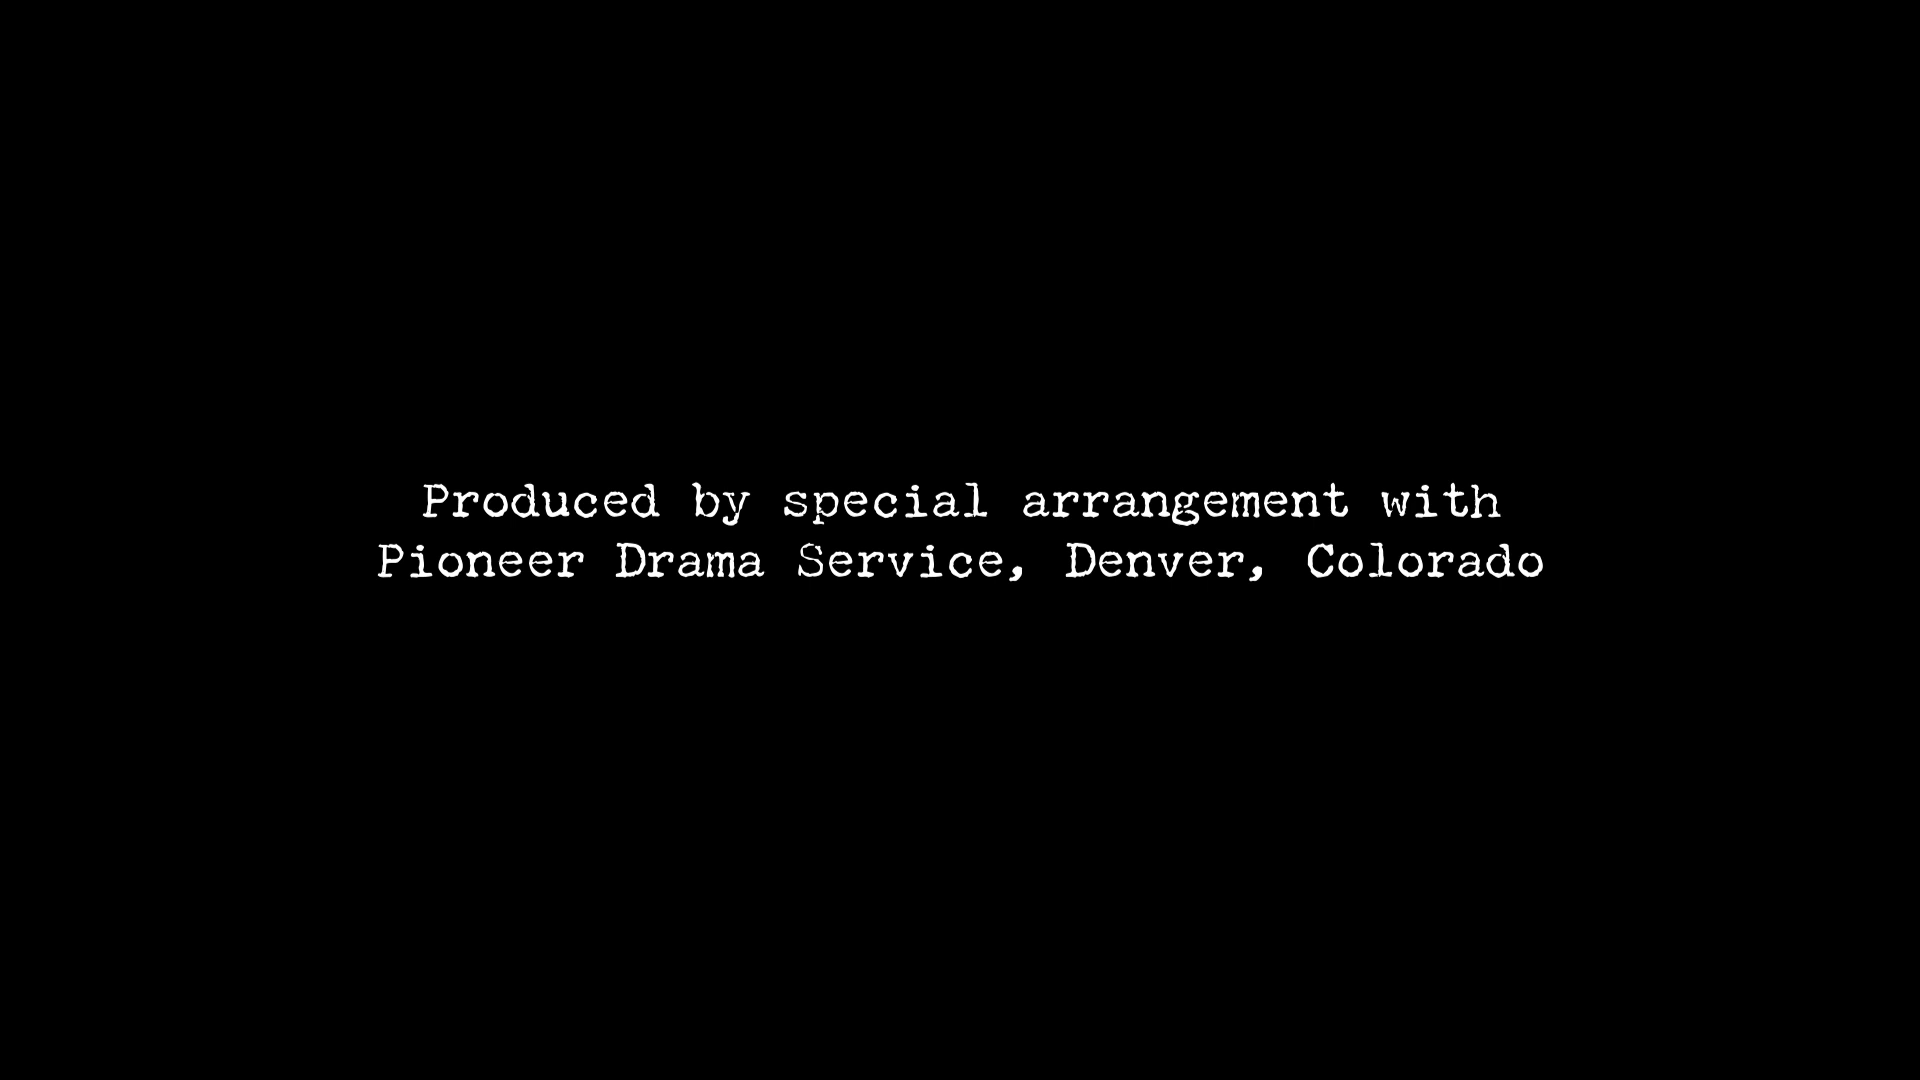 Produced by special arrangement with
Pioneer Drama Service, Denver, Colorado